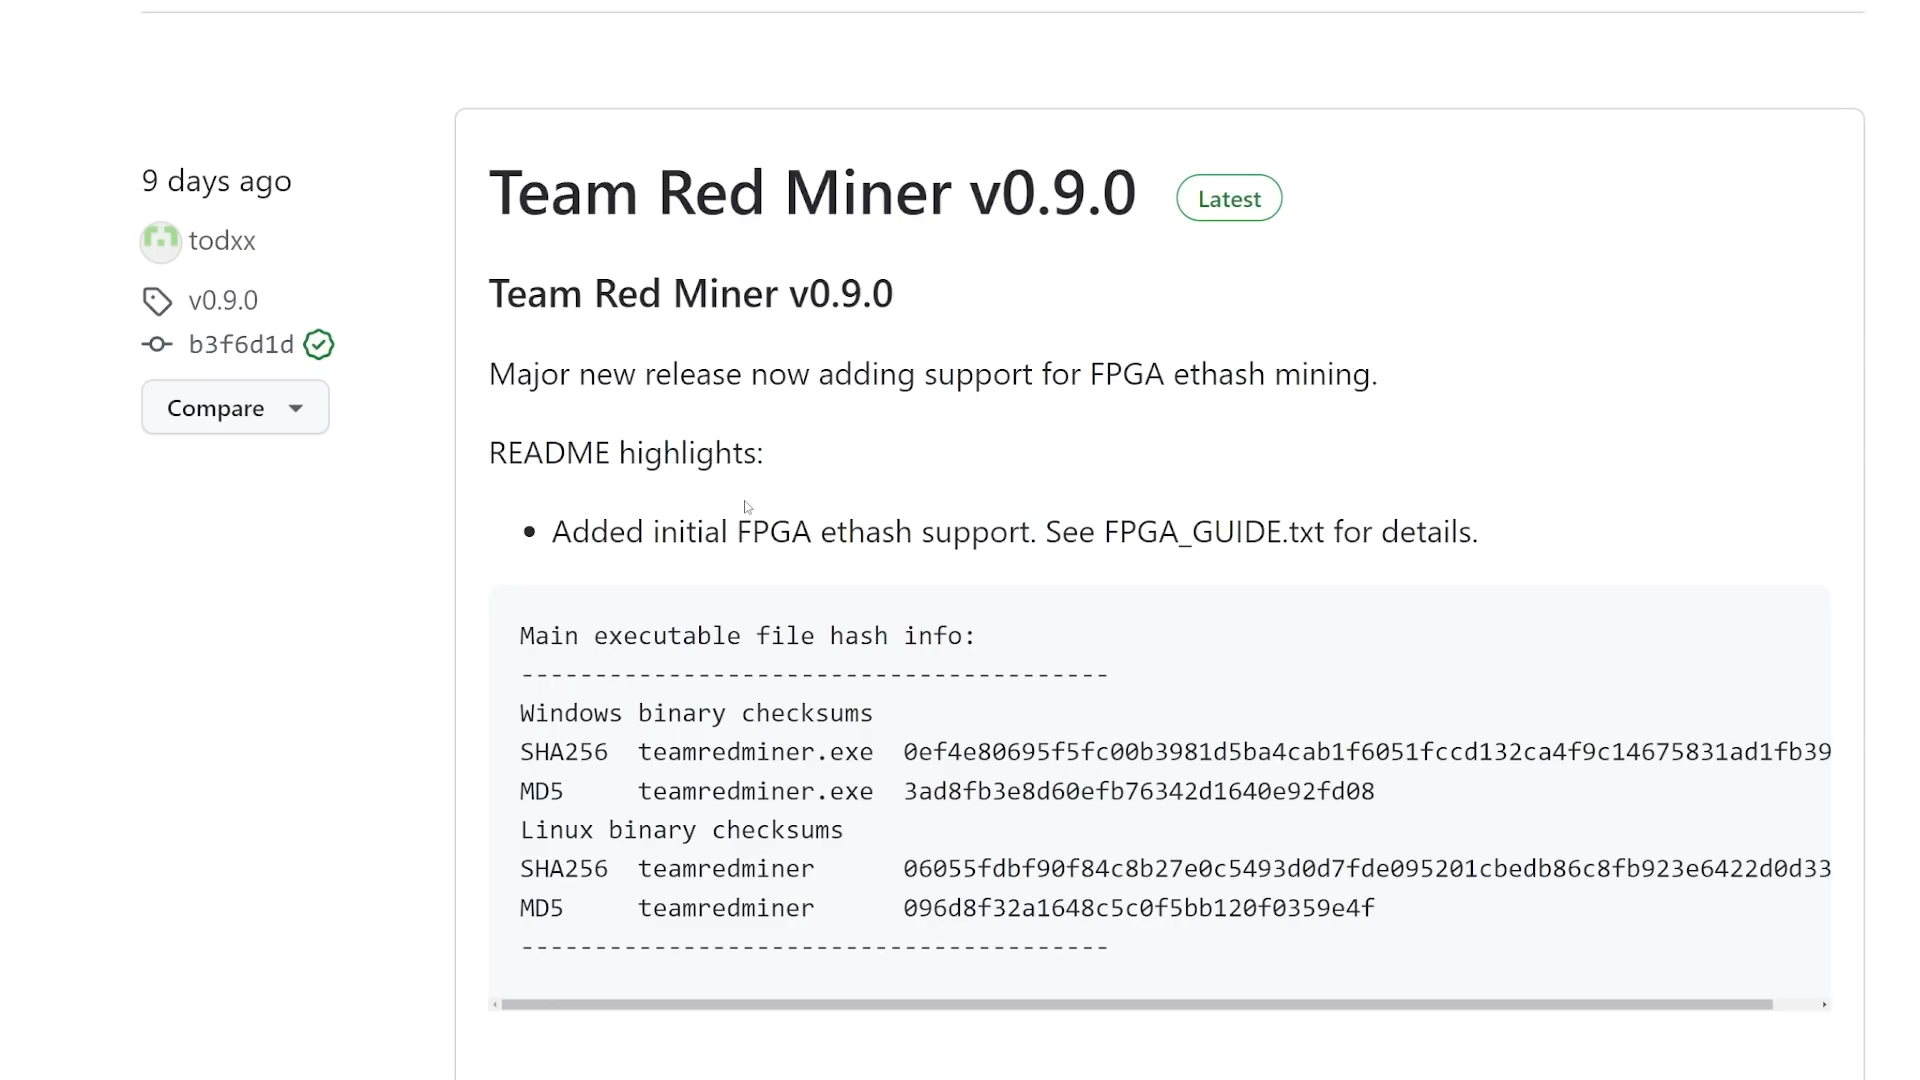 9 days ago
todxx
v0.9.0
b3f6d1d
Compare
Team Red Miner v0.9.0 Latest
Team Red Miner v0.9.0
Major new release now adding support for FPGA ethash mining.
README highlights:
• Added initial FPGA ethash support. See FPGA_GUIDE.txt for details.
Main executable file hash info:
----------------------------------------
Windows binary checksums
SHA256  teamredminer.exe  0ef4e80695f5fc00b3981d5ba4cab1f6051fccd132ca4f9c14675831ad1fb39
MD5     teamredminer.exe  3ad8fb3e8d60efb76342d1640e92fd08
Linux binary checksums
SHA256  teamredminer      06055fdbf90f84c8b27e0c5493d0d7fde095201cbedb86c8fb923e6422d0d33
MD5     teamredminer      096d8f32a1648c5c0f5bb120f0359e4f
----------------------------------------